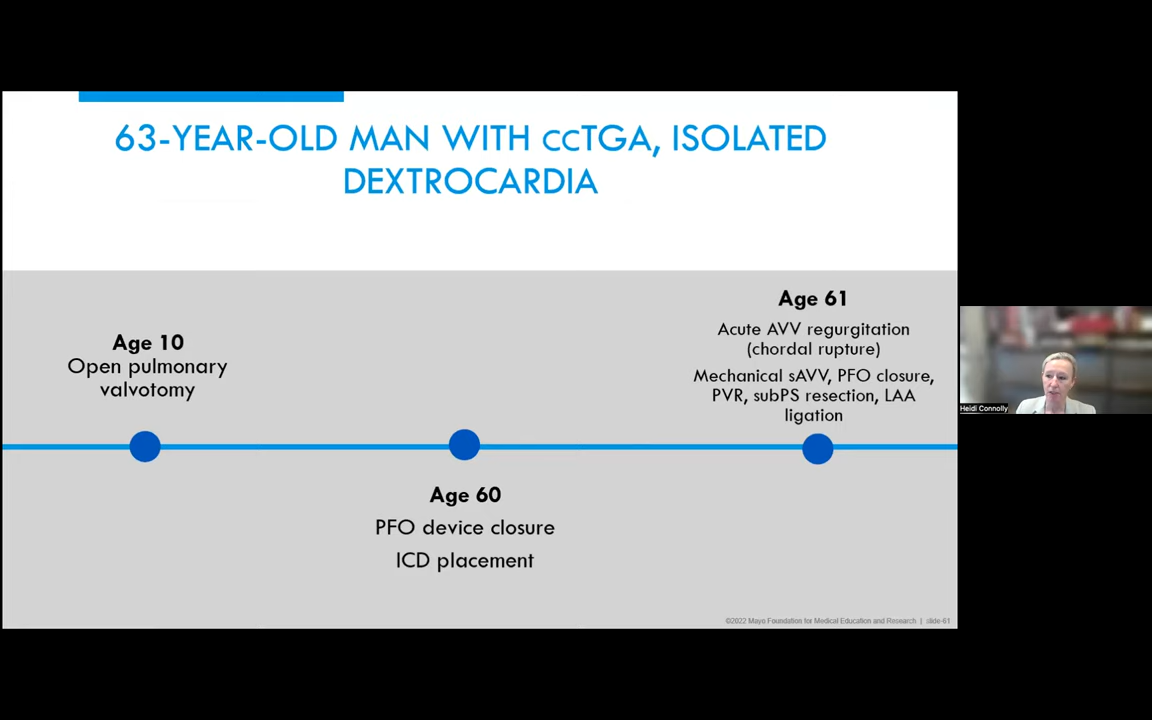 63-YEAR-OLD MAN WITH CCTGA, ISOLATED
DEXTROCARDIA
Age 10
Open pulmonary
valvotomy
Age 60
PFO device closure
ICD placement
Age 61
Acute AVV regurgitation
(chordal rupture)
Mechanical sAVV, PFO closure,
PVR, subPS resection, LAA
ligation
©2022 Mayo Foundation for Medical Education and Research | slide-61
Heidi Connolly